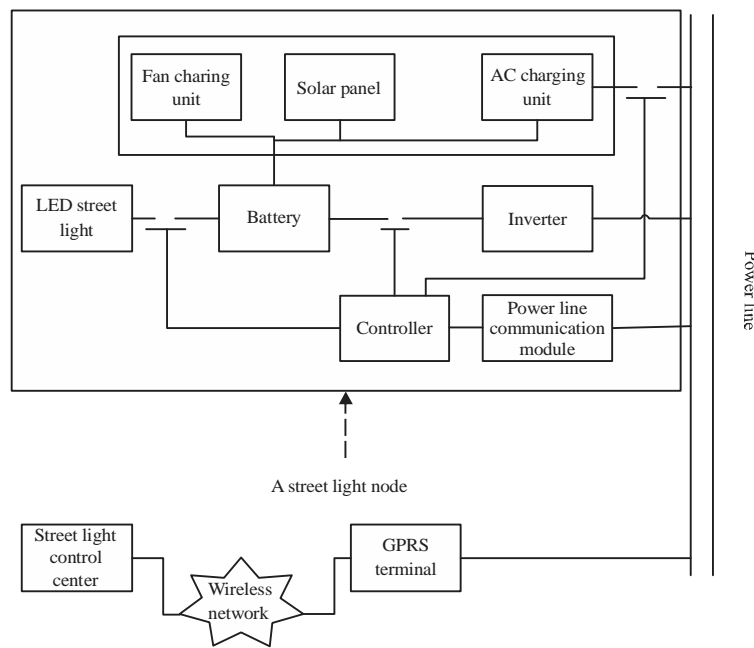 Fan charing
unit
Solar panel
AC charging
unit
LED street
light
Battery
Inverter
Controller
Power line
communication
module
Power line
A street light node
Street light
control
center
Wireless
network
GPRS
terminal